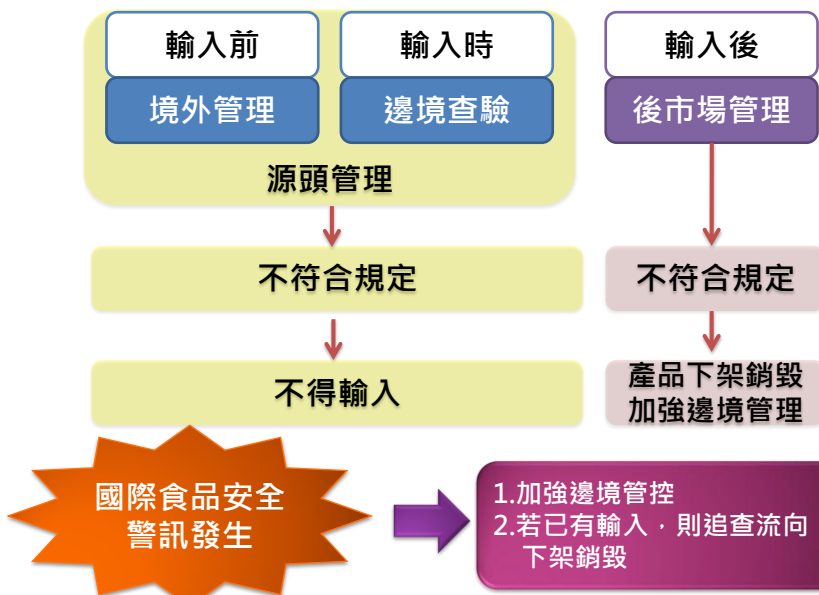 輸入前
輸入時
輸入後
境外管理
邊境查驗
後市場管理
源頭管理
不符合規定
不符合規定
不得輸入
產品下架銷毀
加強邊境管理
國際食品安全
警訊發生
1.加強邊境管控
2.若已有輸入，則追查流向
下架銷毀